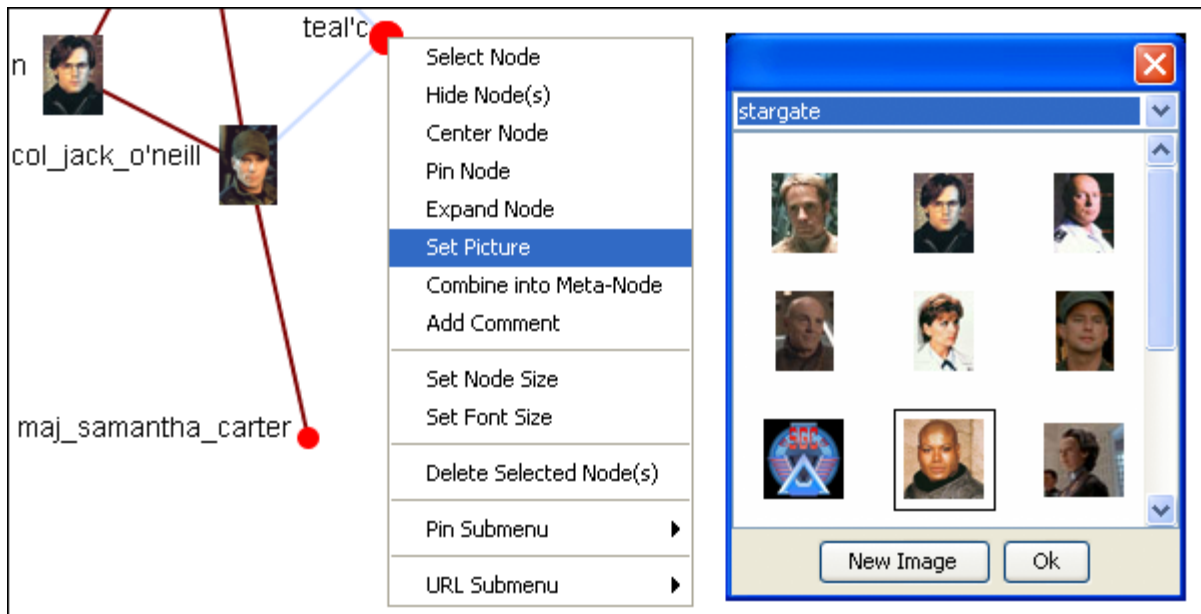 teal'c
n
col_jack_o'neill
maj_samantha_carter
Select Node
Hide Node(s)
Center Node
Pin Node
Expand Node
Set Picture
Combine into Meta-Node
Add Comment
Set Node Size
Set Font Size
Delete Selected Node(s)
Pin Submenu
URL Submenu
stargate
SGC
New Image
Ok